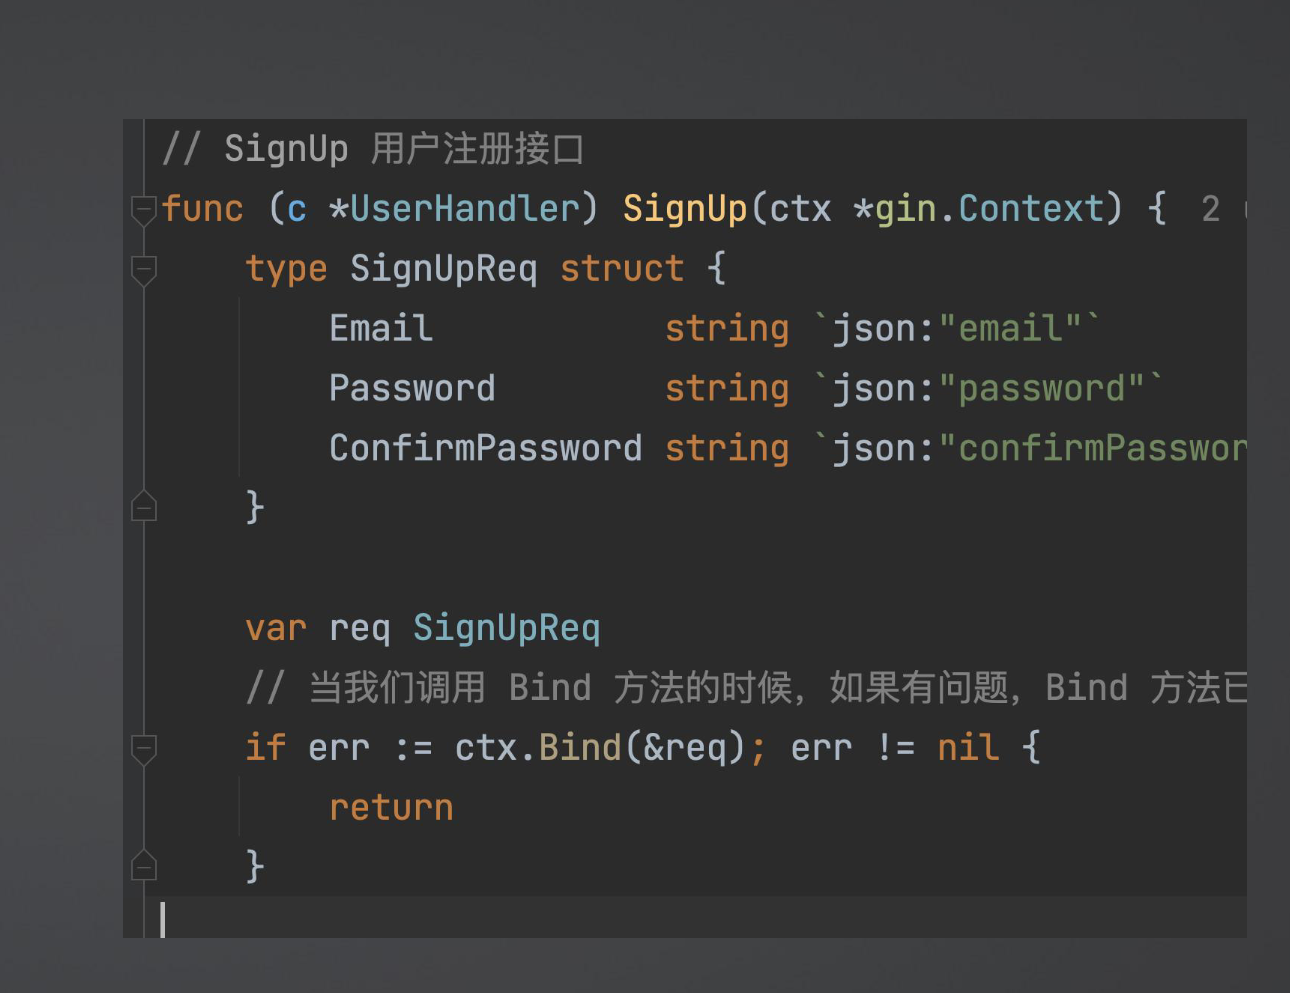 // SignUp 用户注册接口
func (c *UserHandler) SignUp(ctx *gin.Context) { 2
type SignUpReq struct {
Email string `json:"email"`
Password string `json:"password"`
ConfirmPassword string `json:"confirmPasswor
}
var req SignUpReq
// 当我们调用 Bind 方法的时候，如果有问题，Bind 方法已
if err := ctx.Bind(&req); err != nil {
return
}